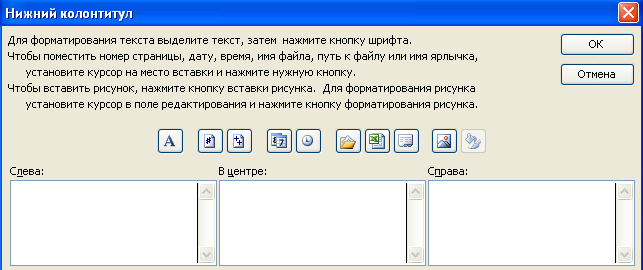 Нижний колонтитул
Для форматирования текста выделите текст, затем нажмите кнопку шрифта.
Чтобы поместить номер страницы, дату, время, имя файла, путь к файлу или имя ярлычка,
установите курсор на место вставки и нажмите нужную кнопку.
Чтобы вставить рисунок, нажмите кнопку вставки рисунка. Для форматирования рисунка
установите курсор в поле редактирования и нажмите кнопку форматирования рисунка.
ОК
Отмена
A
Слева: В центре: Справа: